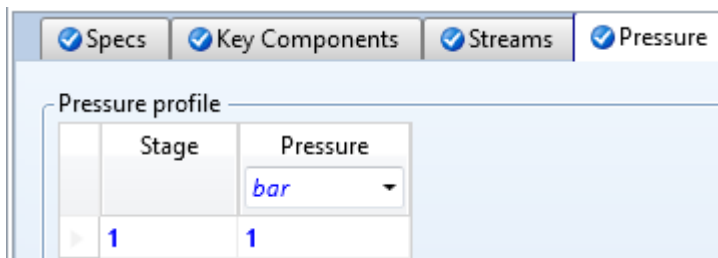 Specs Key Components Streams Pressure
Pressure profile
Stage Pressure
bar
1 1